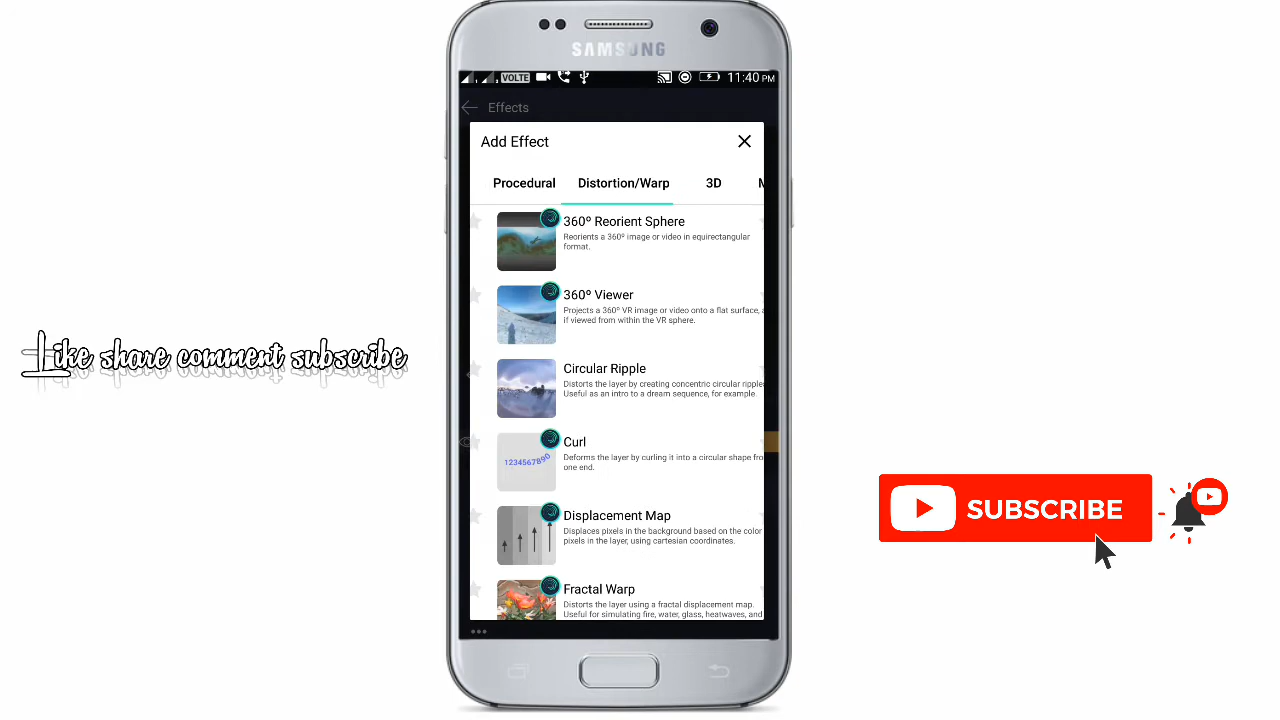 SAMSUNG
VOLTE 11:40 PM
Effects
Add Effect
Procedural Distortion/Warp 3D
360º Reorient Sphere
Reorients a 360º image or video in equirectangular
format.
360º Viewer
Projects a 360º VR image or video onto a flat surface, a
if viewed from within the VR sphere.
Circular Ripple
Distorts the layer by creating concentric circular ripple
Useful as an intro to a dream sequence, for example.
Curl
1234567890
Deforms the layer by curling it into a circular shape fro
one end.
Displacement Map
Displaces pixels in the background based on the color
pixels in the layer, using cartesian coordinates.
Fractal Warp
Distorts the layer using a fractal displacement map.
Useful for simulating fire, water, glass, heatwaves, and
Like share comment subscribe
SUBSCRIBE